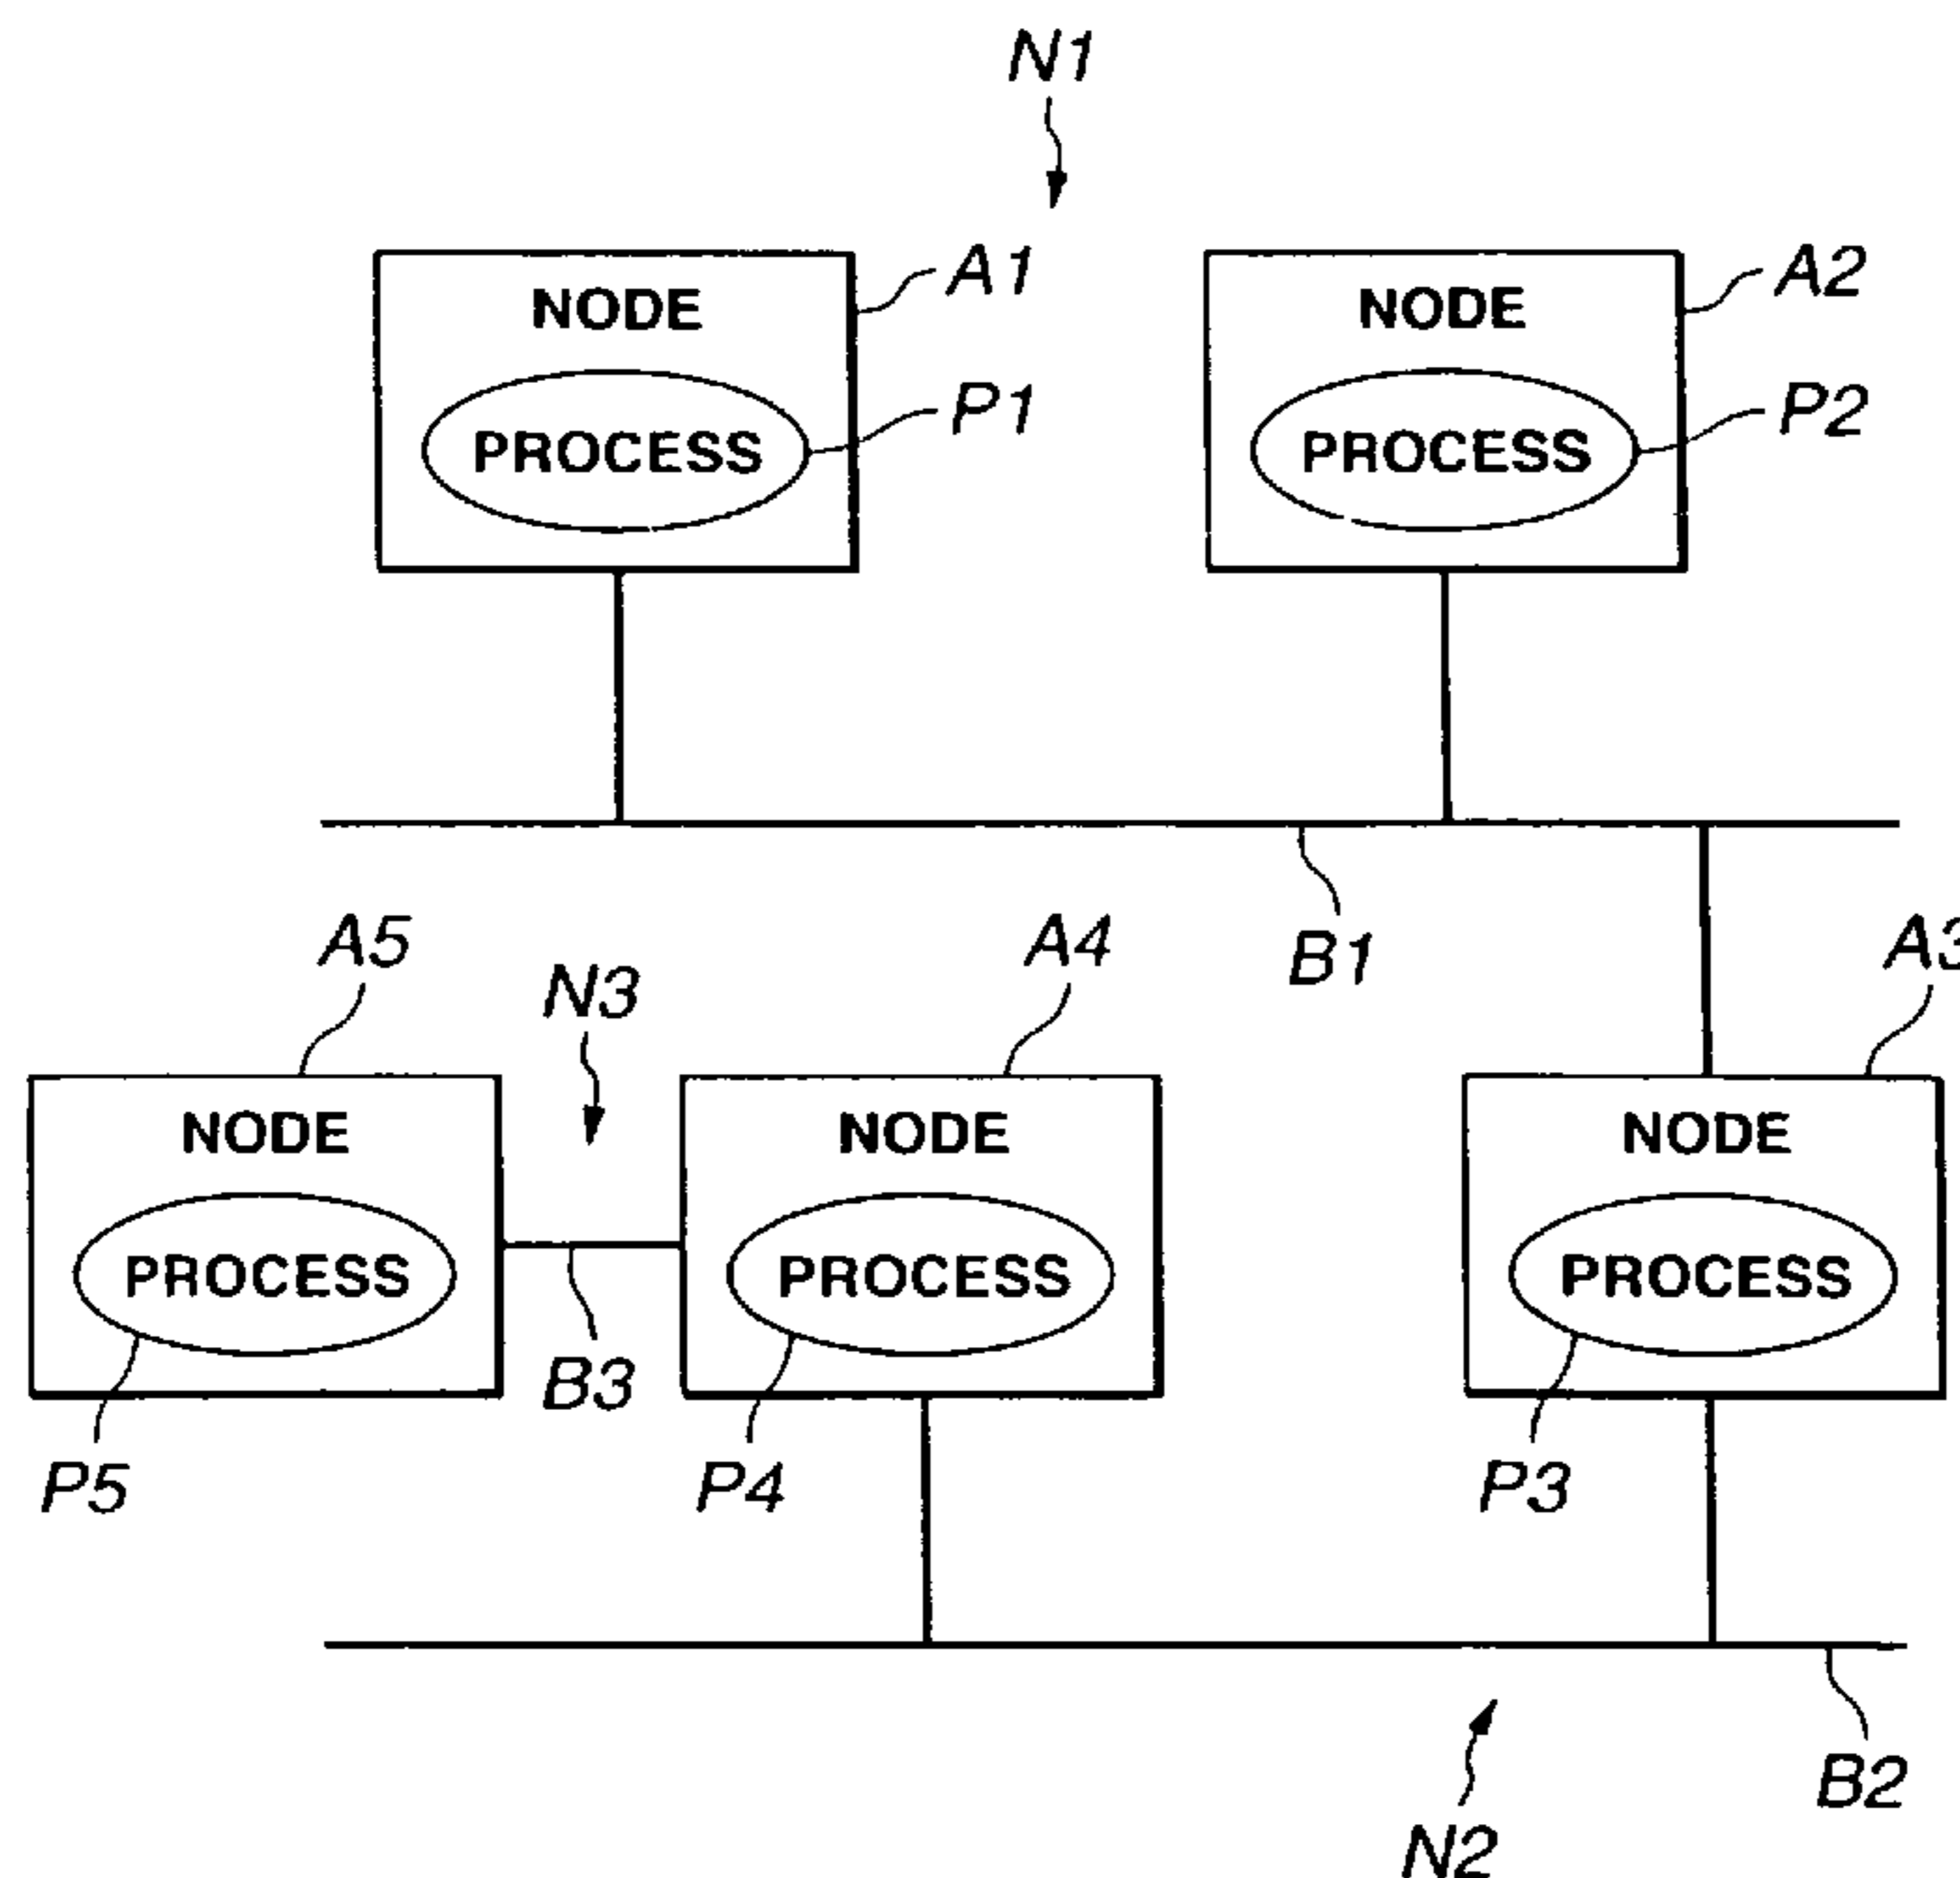 N1
NODE
A1
NODE
A2
PROCESS
P1
PROCESS
P2
B1
A5
N3
A4
A3
NODE
NODE
NODE
PROCESS
PROCESS
PROCESS
B3
P5
P4
P3
B2
N2